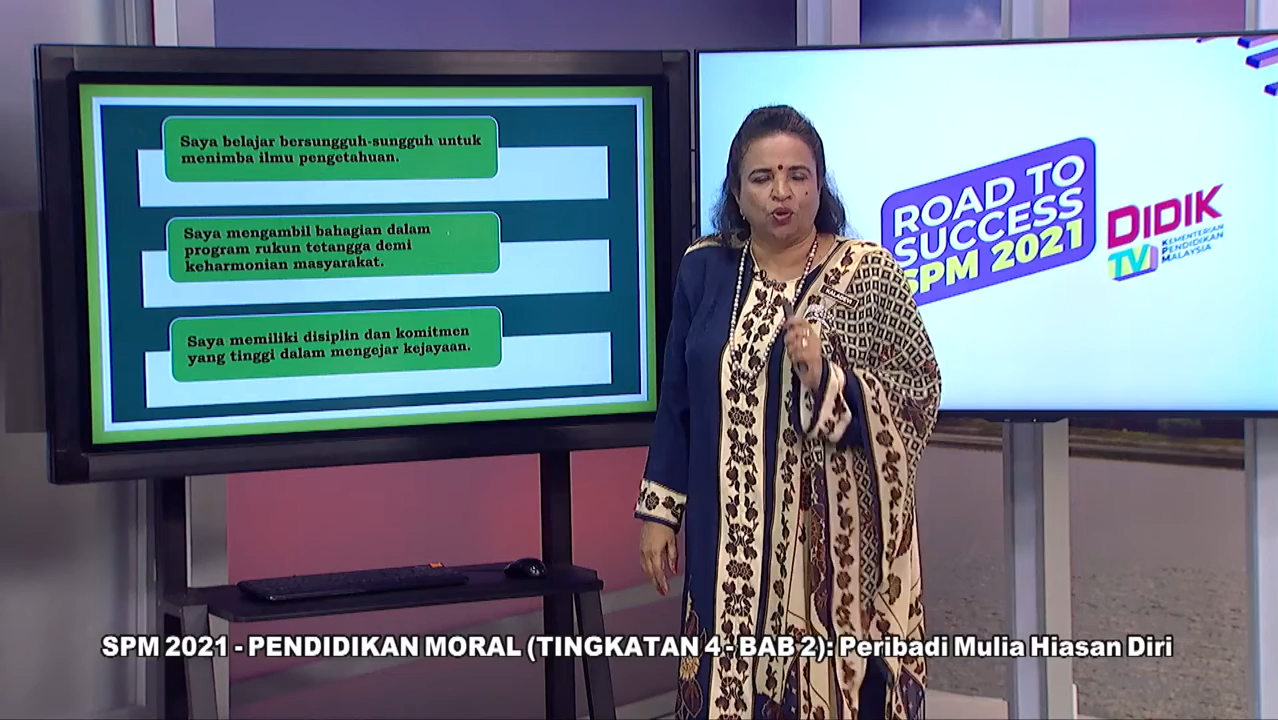 Saya belajar bersungguh-sungguh untuk
menimba ilmu pengetahuan.
Saya mengambil bahagian dalam
program rukun tetangga demi
keharmonian masyarakat.
Saya memiliki disiplin dan komitmen
yang tinggi dalam mengejar kejayaan.
ROAD TO
SUCCESS
SPM 2021
DIDIK
TV
KEMENTERIAN
PENDIDIKAN
MALAYSIA
KALADEVI
SPM 2021 - PENDIDIKAN MORAL (TINGKATAN 4 - BAB 2): Peribadi Mulia Hiasan Diri